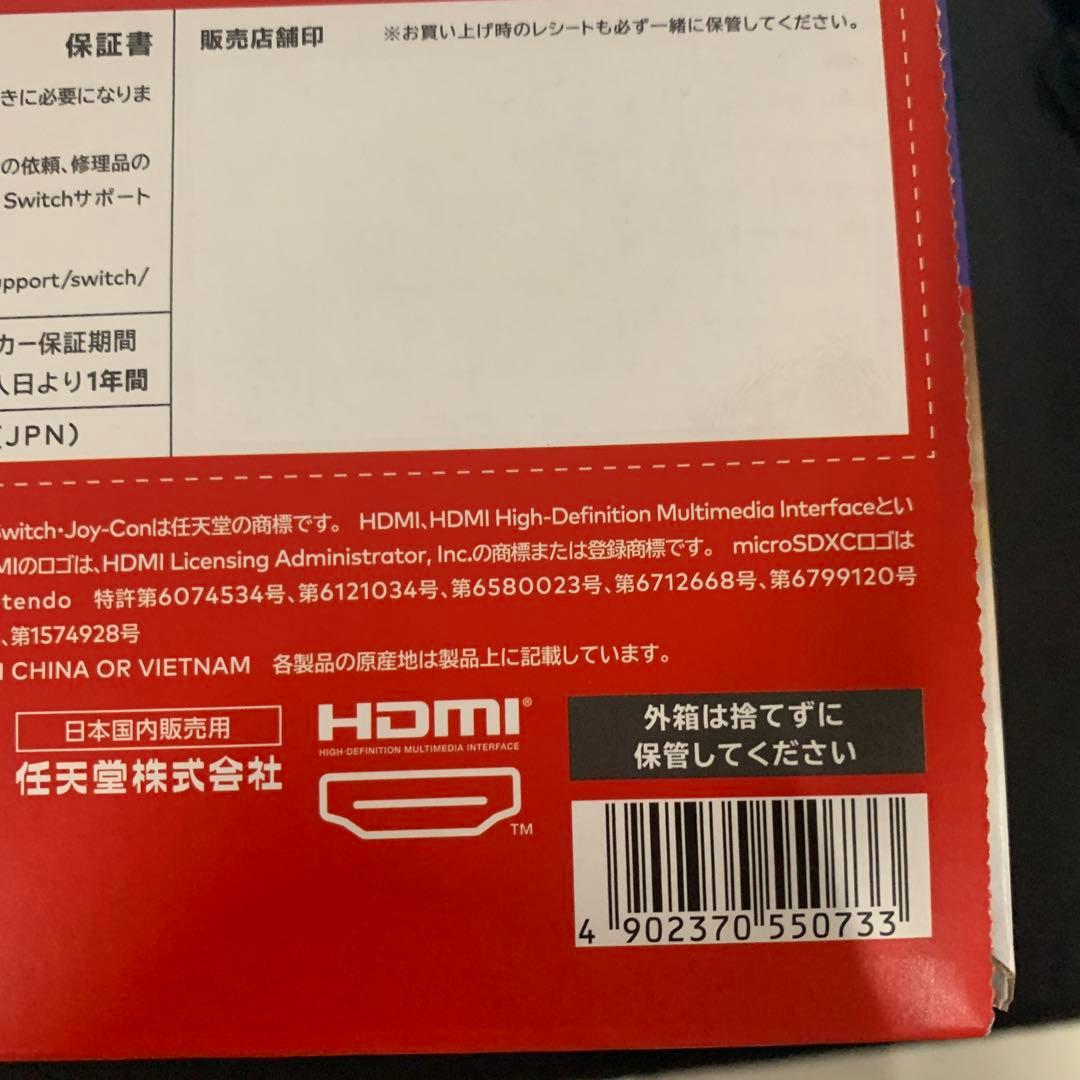 保証書
販売店舗印
※お買い上げ時のレシートも必ず一緒に保管してください。
きに必要になりま
の依頼、修理品の
Switchサポート
pport/switch/
カー保証期間
入日より1年間
(JPN)
Switch・Joy-Conは任天堂の商標です。 HDMI、HDMI High-Definition Multimedia Interfaceとい
MIのロゴは、HDMI Licensing Administrator, Inc.の商標または登録商標です。 microSDXCロゴは
ntendo 特許第6074534号、第6121034号、第6580023号、第6712668号、第6799120号
、第1574928号
CHINA OR VIETNAM 各製品の原産地は製品上に記載しています。
日本国内販売用
任天堂株式会社
HDMI®
HIGH-DEFINITION MULTIMEDIA INTERFACE
TM
外箱は捨てずに
保管してください
4 902370 550733